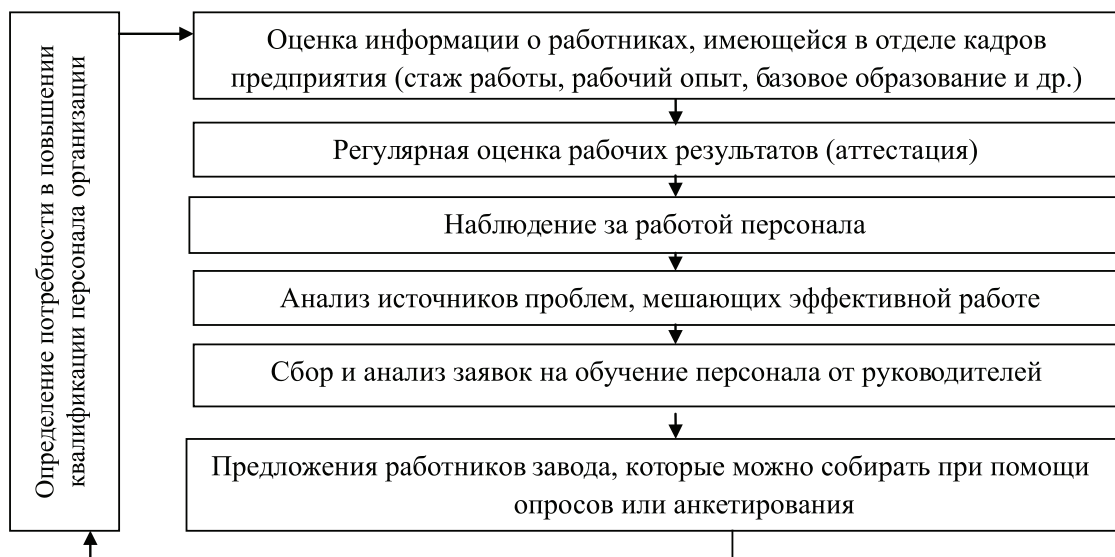 Определение потребности в повышении
квалификации персонала организации
Оценка информации о работниках, имеющейся в отделе кадров
предприятия (стаж работы, рабочий опыт, базовое образование и др.)
Регулярная оценка рабочих результатов (аттестация)
Наблюдение за работой персонала
Анализ источников проблем, мешающих эффективной работе
Сбор и анализ заявок на обучение персонала от руководителей
Предложения работников завода, которые можно собирать при помощи
опросов или анкетирования